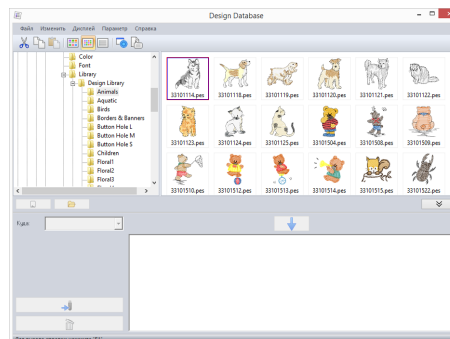 Design Database
Файл Изменить Дисплей Параметр Справка
Color
Font
Library
Design Library
Animals
Aquatic
Birds
Borders & Banners
Button Hole L
Button Hole M
Button Hole S
Children
Floral1
Floral2
Floral3
33101114.pes 33101118.pes 33101119.pes 33101120.pes 33101121.pes 33101122.pes
33101123.pes 33101124.pes 33101125.pes 33101504.pes 33101508.pes 33101509.pes
33101510.pes 33101512.pes 33101513.pes 33101514.pes 33101515.pes 33101522.pes
Куда: